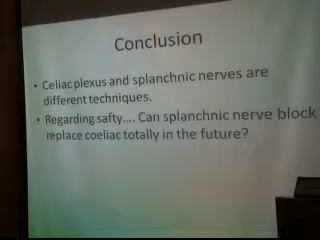 Conclusion
• Celiac plexus and splanchnic nerves are
different techniques.
• Regarding safty.... Can splanchnic nerve block
replace coeliac totally in the future?